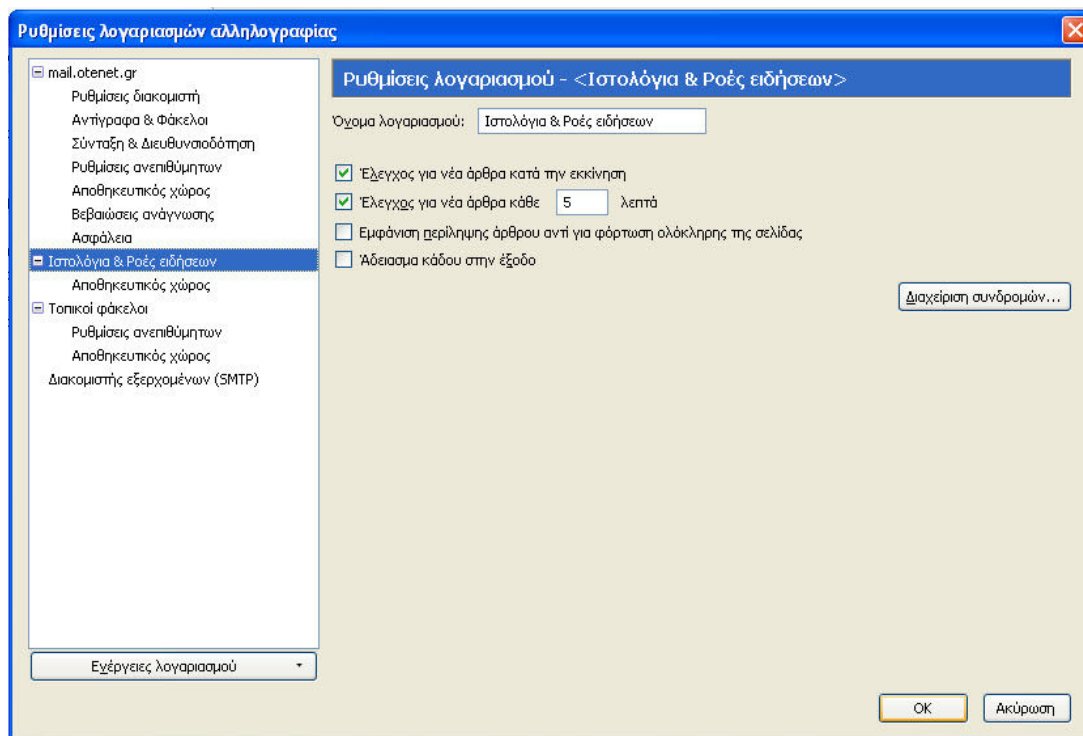 Ρυθμίσεις λογαριασμών αλληλογραφίας
mail.otenet.gr
Ρυθμίσεις διακομιστή
Αντίγραφα & Φάκελοι
Σύνταξη & Διευθυνσιοδότηση
Ρυθμίσεις ανεπιθύμητων
Αποθηκευτικός χώρος
Βεβαιώσεις ανάγνωσης
Ασφάλεια
Ιστολόγια & Ροές ειδήσεων
Αποθηκευτικός χώρος
Τοπικοί φάκελοι
Ρυθμίσεις ανεπιθύμητων
Αποθηκευτικός χώρος
Διακομιστής εξερχομένων (SMTP)
Ενέργειες λογαριασμού
Ρυθμίσεις λογαριασμού - <Ιστολόγια & Ροές ειδήσεων>
Όνομα λογαριασμού: Ιστολόγια & Ροές ειδήσεων
Έλεγχος για νέα άρθρα κατά την εκκίνηση
Έλεγχος για νέα άρθρα κάθε 5 λεπτά
Εμφάνιση περίληψης άρθρου αντί για φόρτωση ολόκληρης της σελίδας
Άδειασμα κάδου στην έξοδο
Διαχείριση συνδρομών...
OK Ακύρωση